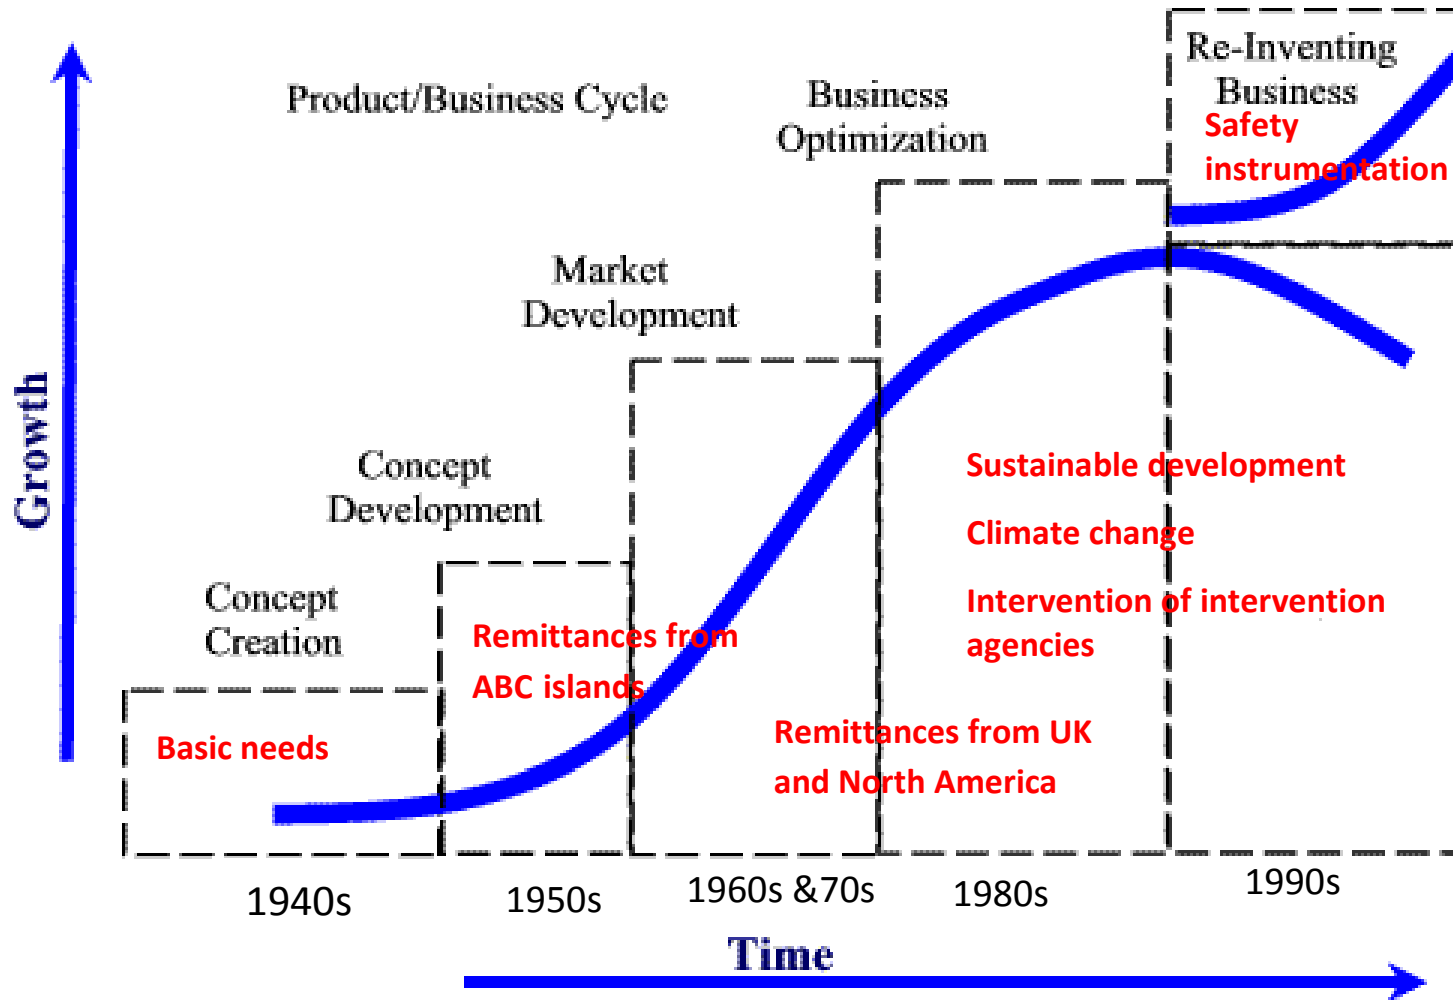 Re-Inventing
Business
Safety
instrumentation
Product/Business Cycle
Business
Optimization
Market
Development
Concept
Development
Concept
Creation
Growth
Sustainable development
Climate change
Intervention of intervention
agencies
Remittances from
ABC islands
Remittances from UK
and North America
Basic needs
1940s
1950s
1960s &70s
1980s
1990s
Time